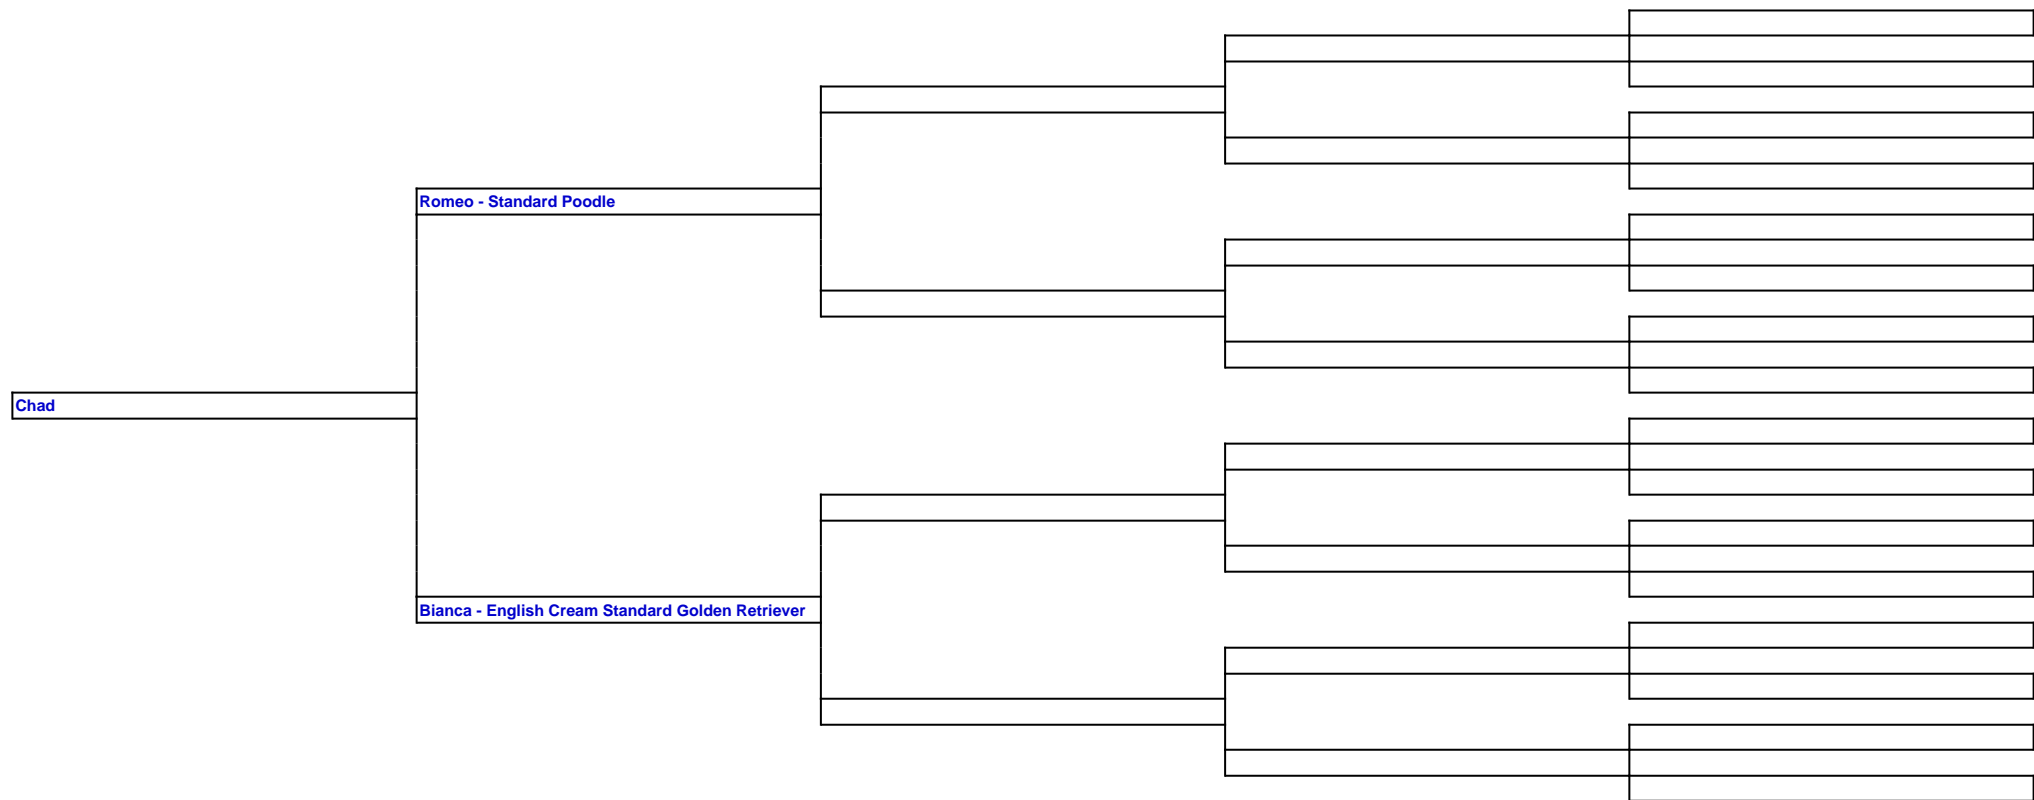 Romeo - Standard Poodle
Chad
Bianca - English Cream Standard Golden Retriever